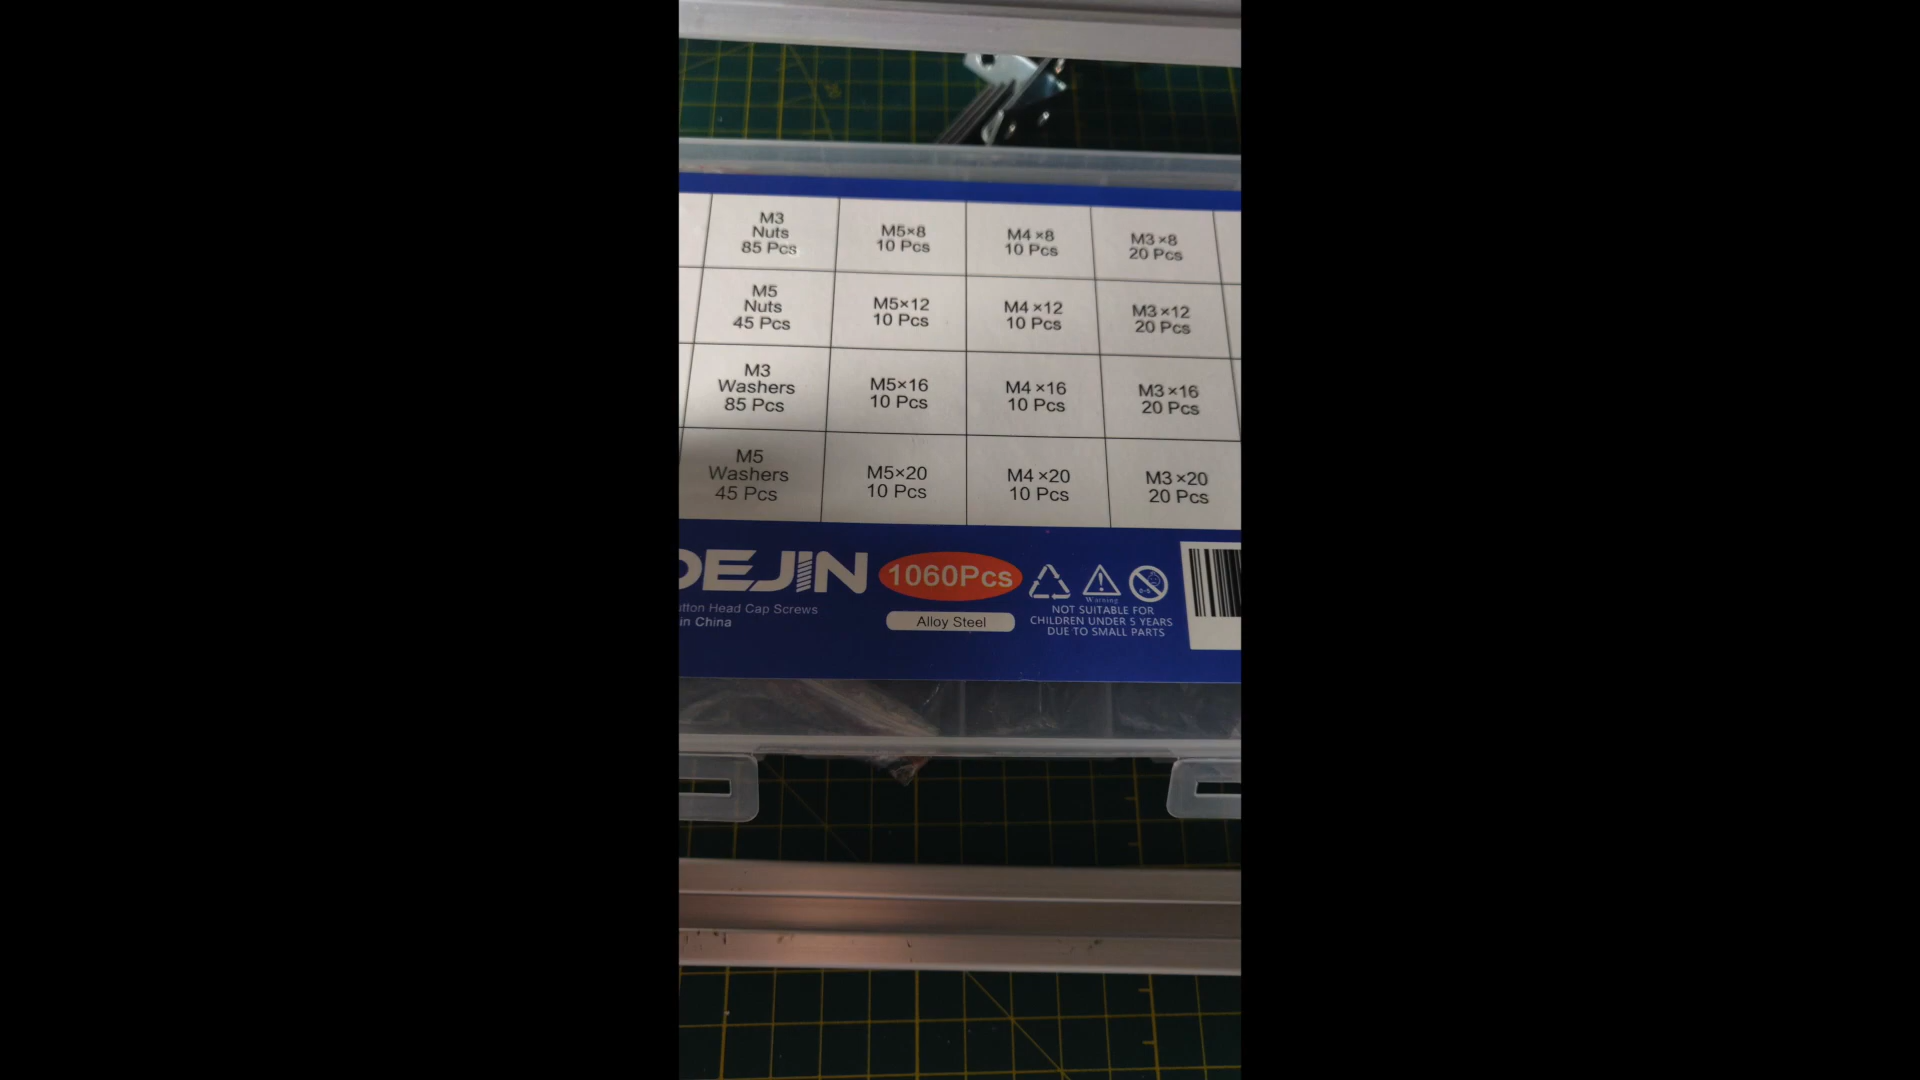 M3
Nuts
85 Pcs
M5×8
10 Pcs
M4 ×8
10 Pcs
M3 ×8
20 Pcs
M5
Nuts
45 Pcs
M5×12
10 Pcs
M4 ×12
10 Pcs
M3 ×12
20 Pcs
M3
Washers
85 Pcs
M5×16
10 Pcs
M4 ×16
10 Pcs
M3 ×16
20 Pcs
M5
Washers
45 Pcs
M5×20
10 Pcs
M4 ×20
10 Pcs
M3 ×20
20 Pcs
DEJIN
Head Cap Screws
in China
1060Pcs
Alloy Steel
Warning
0-5
NOT SUITABLE FOR
CHILDREN UNDER 5 YEARS
DUE TO SMALL PARTS